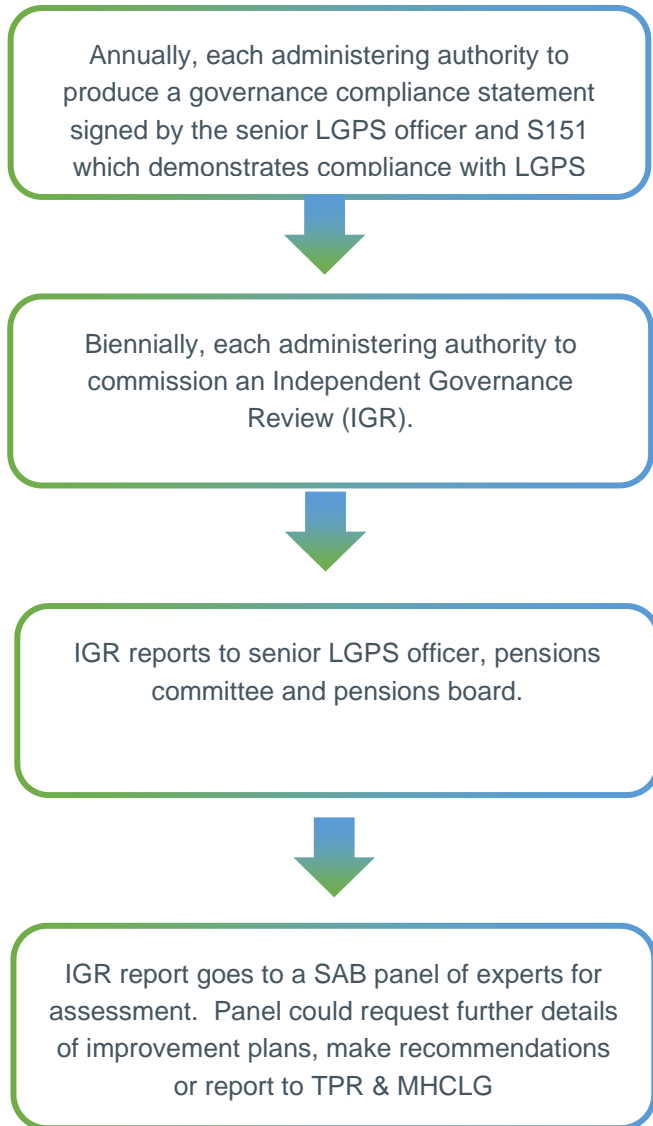 Annually, each administering authority to
produce a governance compliance statement
signed by the senior LGPS officer and S151
which demonstrates compliance with LGPS
Biennially, each administering authority to
commission an Independent Governance
Review (IGR).
IGR reports to senior LGPS officer, pensions
committee and pensions board.
IGR report goes to a SAB panel of experts for
assessment.  Panel could request further details
of improvement plans, make recommendations
or report to TPR & MHCLG